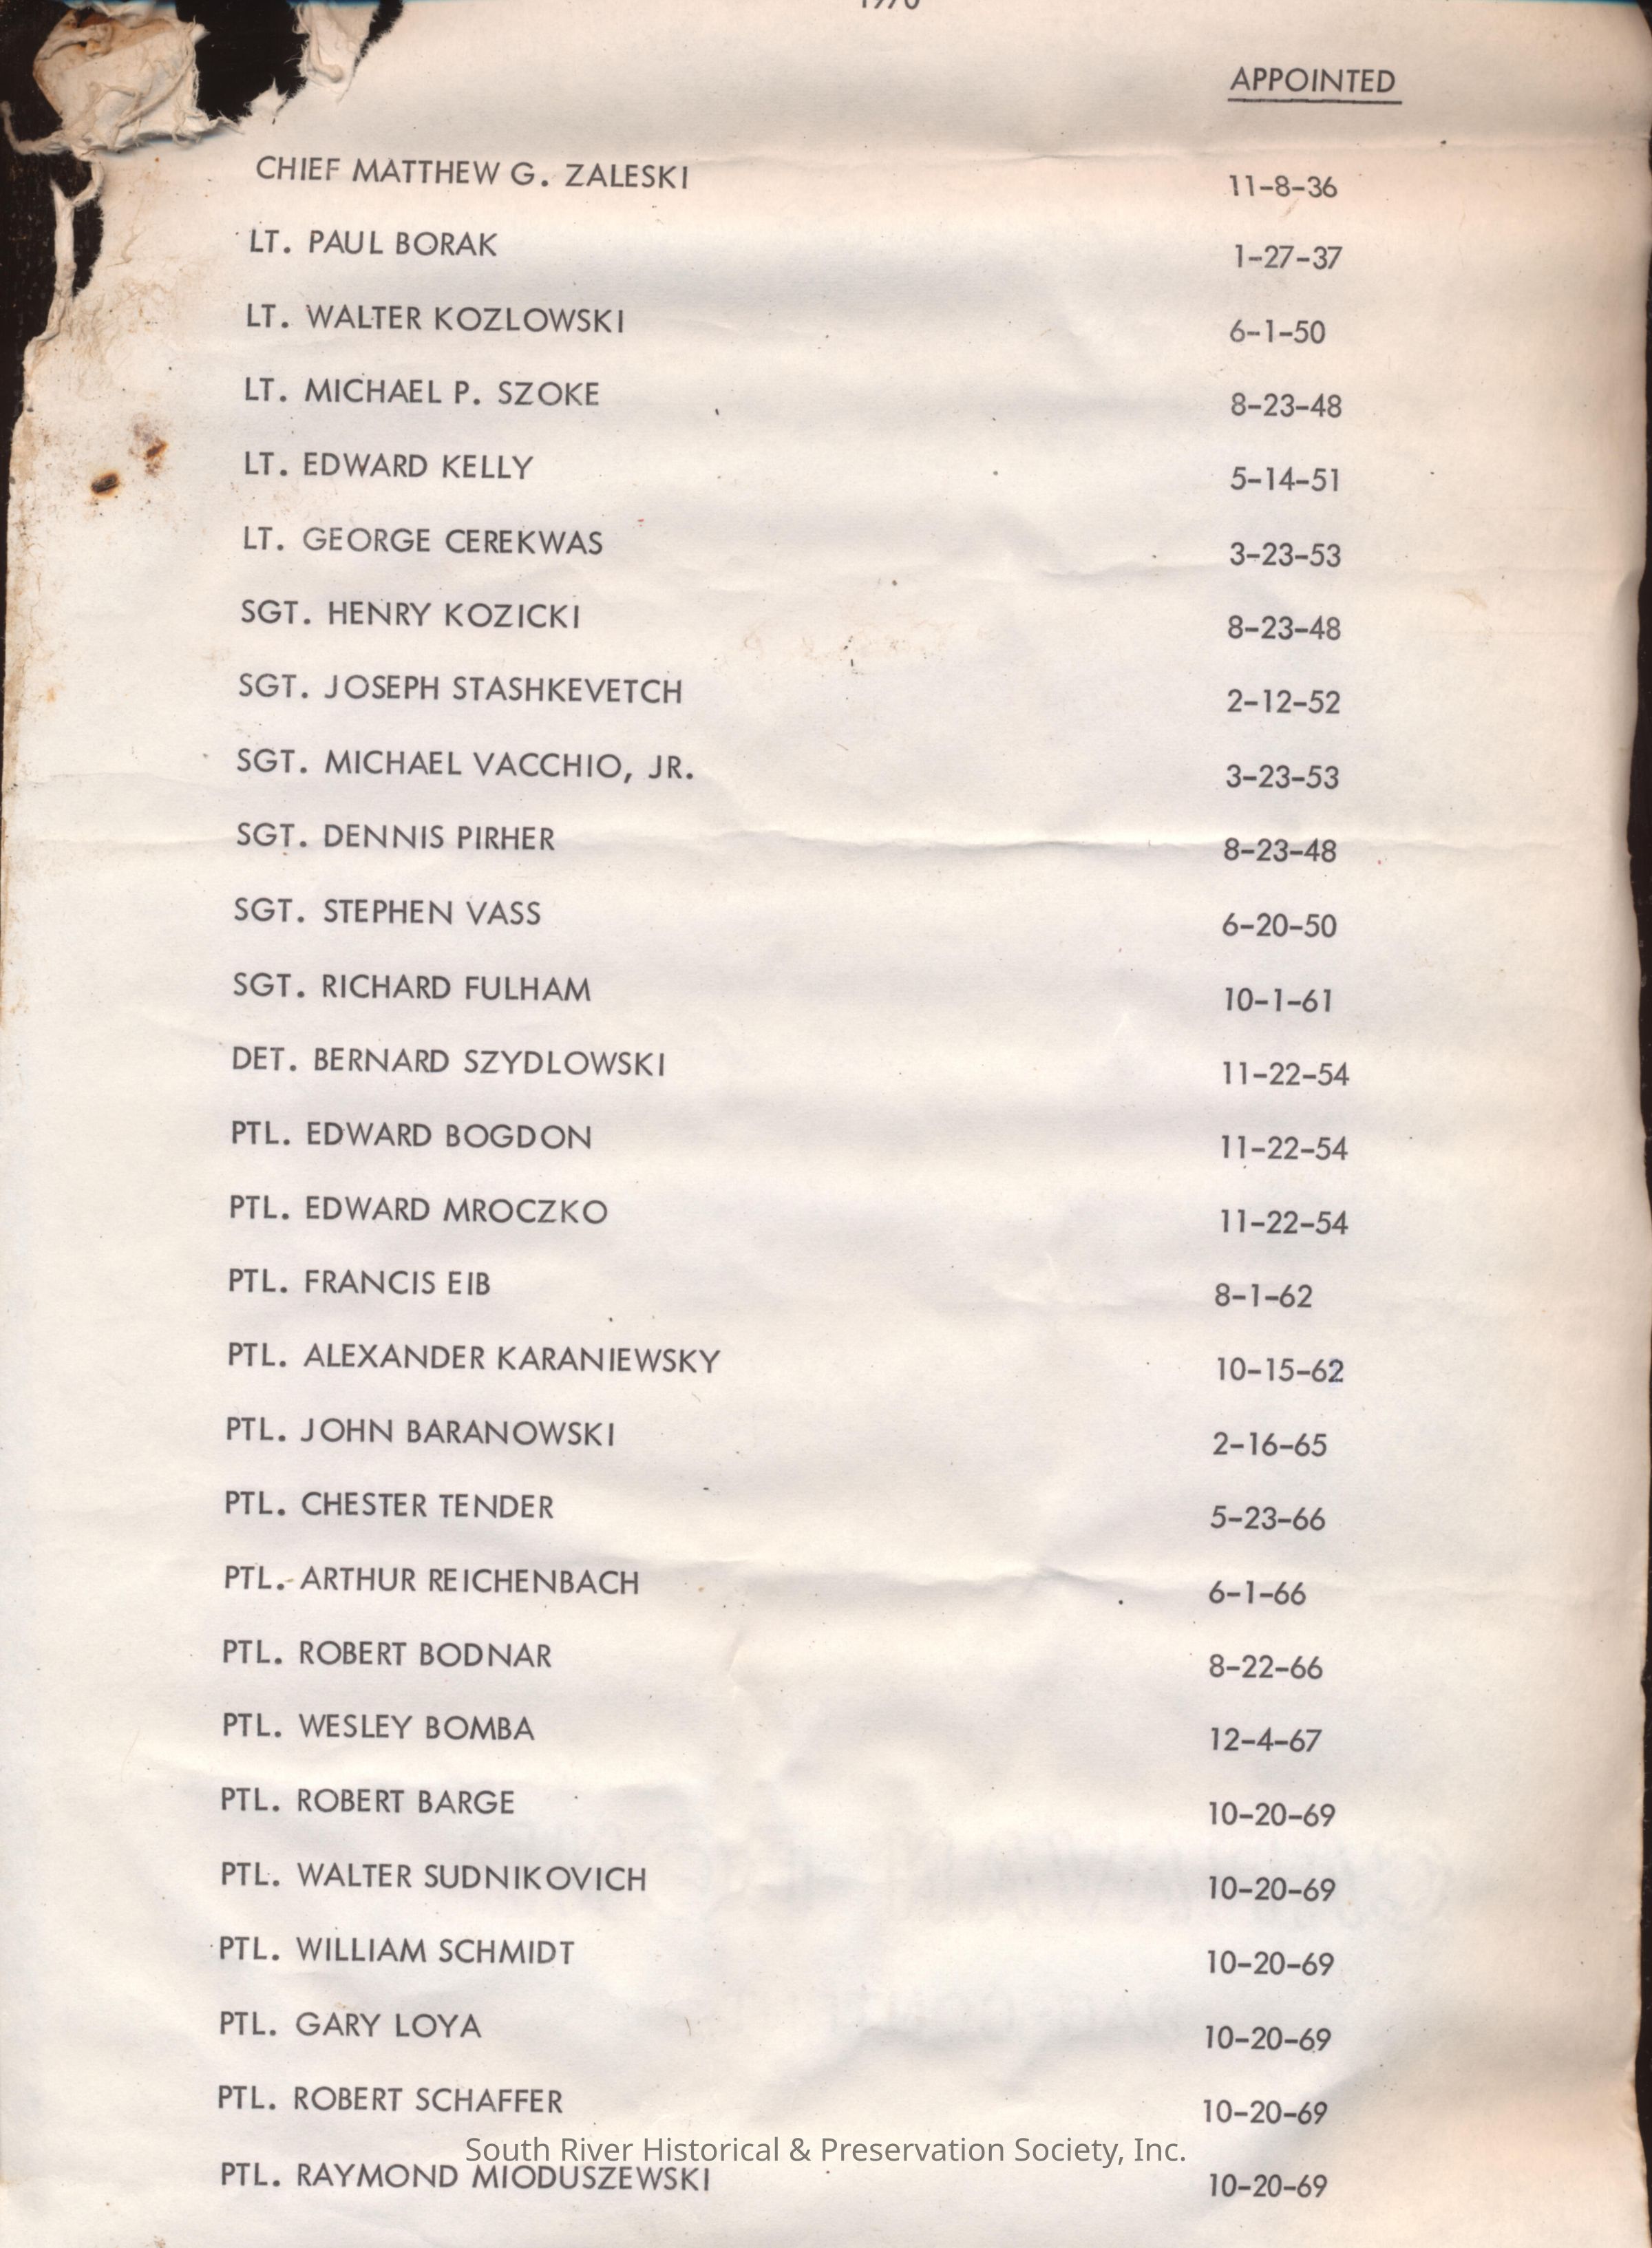 1970
APPOINTED
CHIEF MATTHEW G. ZALESKI 11-8-36
LT. PAUL BORAK 1-27-37
LT. WALTER KOZLOWSKI 6-1-50
LT. MICHAEL P. SZOKE 8-23-48
LT. EDWARD KELLY 5-14-51
LT. GEORGE CEREKWAS 3-23-53
SGT. HENRY KOZICKI 8-23-48
SGT. JOSEPH STASHKEVETCH 2-12-52
SGT. MICHAEL VACCHIO, JR. 3-23-53
SGT. DENNIS PIRHER 8-23-48
SGT. STEPHEN VASS 6-20-50
SGT. RICHARD FULHAM 10-1-61
DET. BERNARD SZYDLOWSKI 11-22-54
PTL. EDWARD BOGDON 11-22-54
PTL. EDWARD MROCZKO 11-22-54
PTL. FRANCIS EIB 8-1-62
PTL. ALEXANDER KARANIEWSKY 10-15-62
PTL. JOHN BARANOWSKI 2-16-65
PTL. CHESTER TENDER 5-23-66
PTL. ARTHUR REICHENBACH 6-1-66
PTL. ROBERT BODNAR 8-22-66
PTL. WESLEY BOMBA 12-4-67
PTL. ROBERT BARGE 10-20-69
PTL. WALTER SUDNIKOVICH 10-20-69
PTL. WILLIAM SCHMIDT 10-20-69
PTL. GARY LOYA 10-20-69
PTL. ROBERT SCHAFFER 10-20-69
South River Historical & Preservation Society, Inc.
PTL. RAYMOND MIODUSZEWSKI 10-20-69